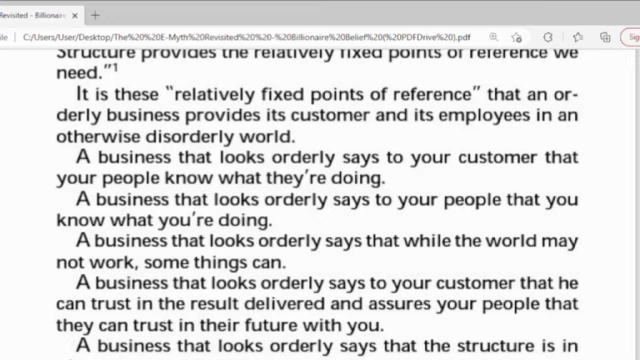 Revisited - Billionaire
File C:/Users/User/Desktop/The%20%20E-Myth%20Revisited%20%20-%20Billionaire%20Belief%20(%20PDFDrive%20).pdf
Structure provides the relatively fixed points of reference we
need."1
It is these “relatively fixed points of reference” that an or-
derly business provides its customer and its employees in an
otherwise disorderly world.
A business that looks orderly says to your customer that
your people know what they’re doing.
A business that looks orderly says to your people that you
know what you’re doing.
A business that looks orderly says that while the world may
not work, some things can.
A business that looks orderly says to your customer that he
can trust in the result delivered and assures your people that
they can trust in their future with you.
A business that looks orderly says that the structure is in